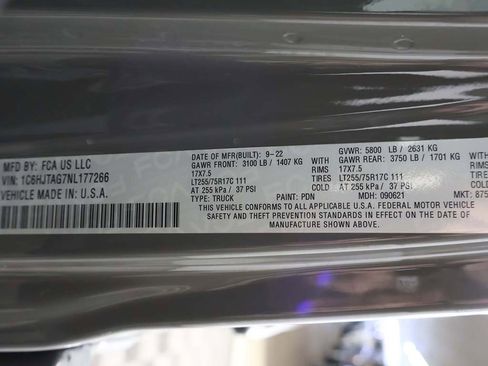 MFD BY: FCA US LLC
VIN: 1C6HJTAG7NL177266
VEHICLE MADE IN U.S.A.
DATE OF MFR(BUILT): 9-22 GVWR: 5800 LB / 2631 KG
GAWR FRONT: 3100 LB / 1407 KG GAWR REAR: 3750 LB / 1701 KG
17X7.5 RIMS 17X7.5 RIMS
LT255/75R17C 111 TIRES LT255/75R17C 111 TIRES
AT 255 kPa / 37 PSI COLD AT 255 kPa / 37 PSI COLD
TYPE: TRUCK PAINT: PDN MDH: 090621 MARK: 875
THIS VEHICLE CONFORMS TO ALL APPLICABLE U.S.A. FEDERAL MOTOR VEHICLE
SAFETY, BUMPER, AND THEFT PREVENTION STANDARDS IN EFFECT ON THE DATE OF
MANUFACTURE SHOWN ABOVE.